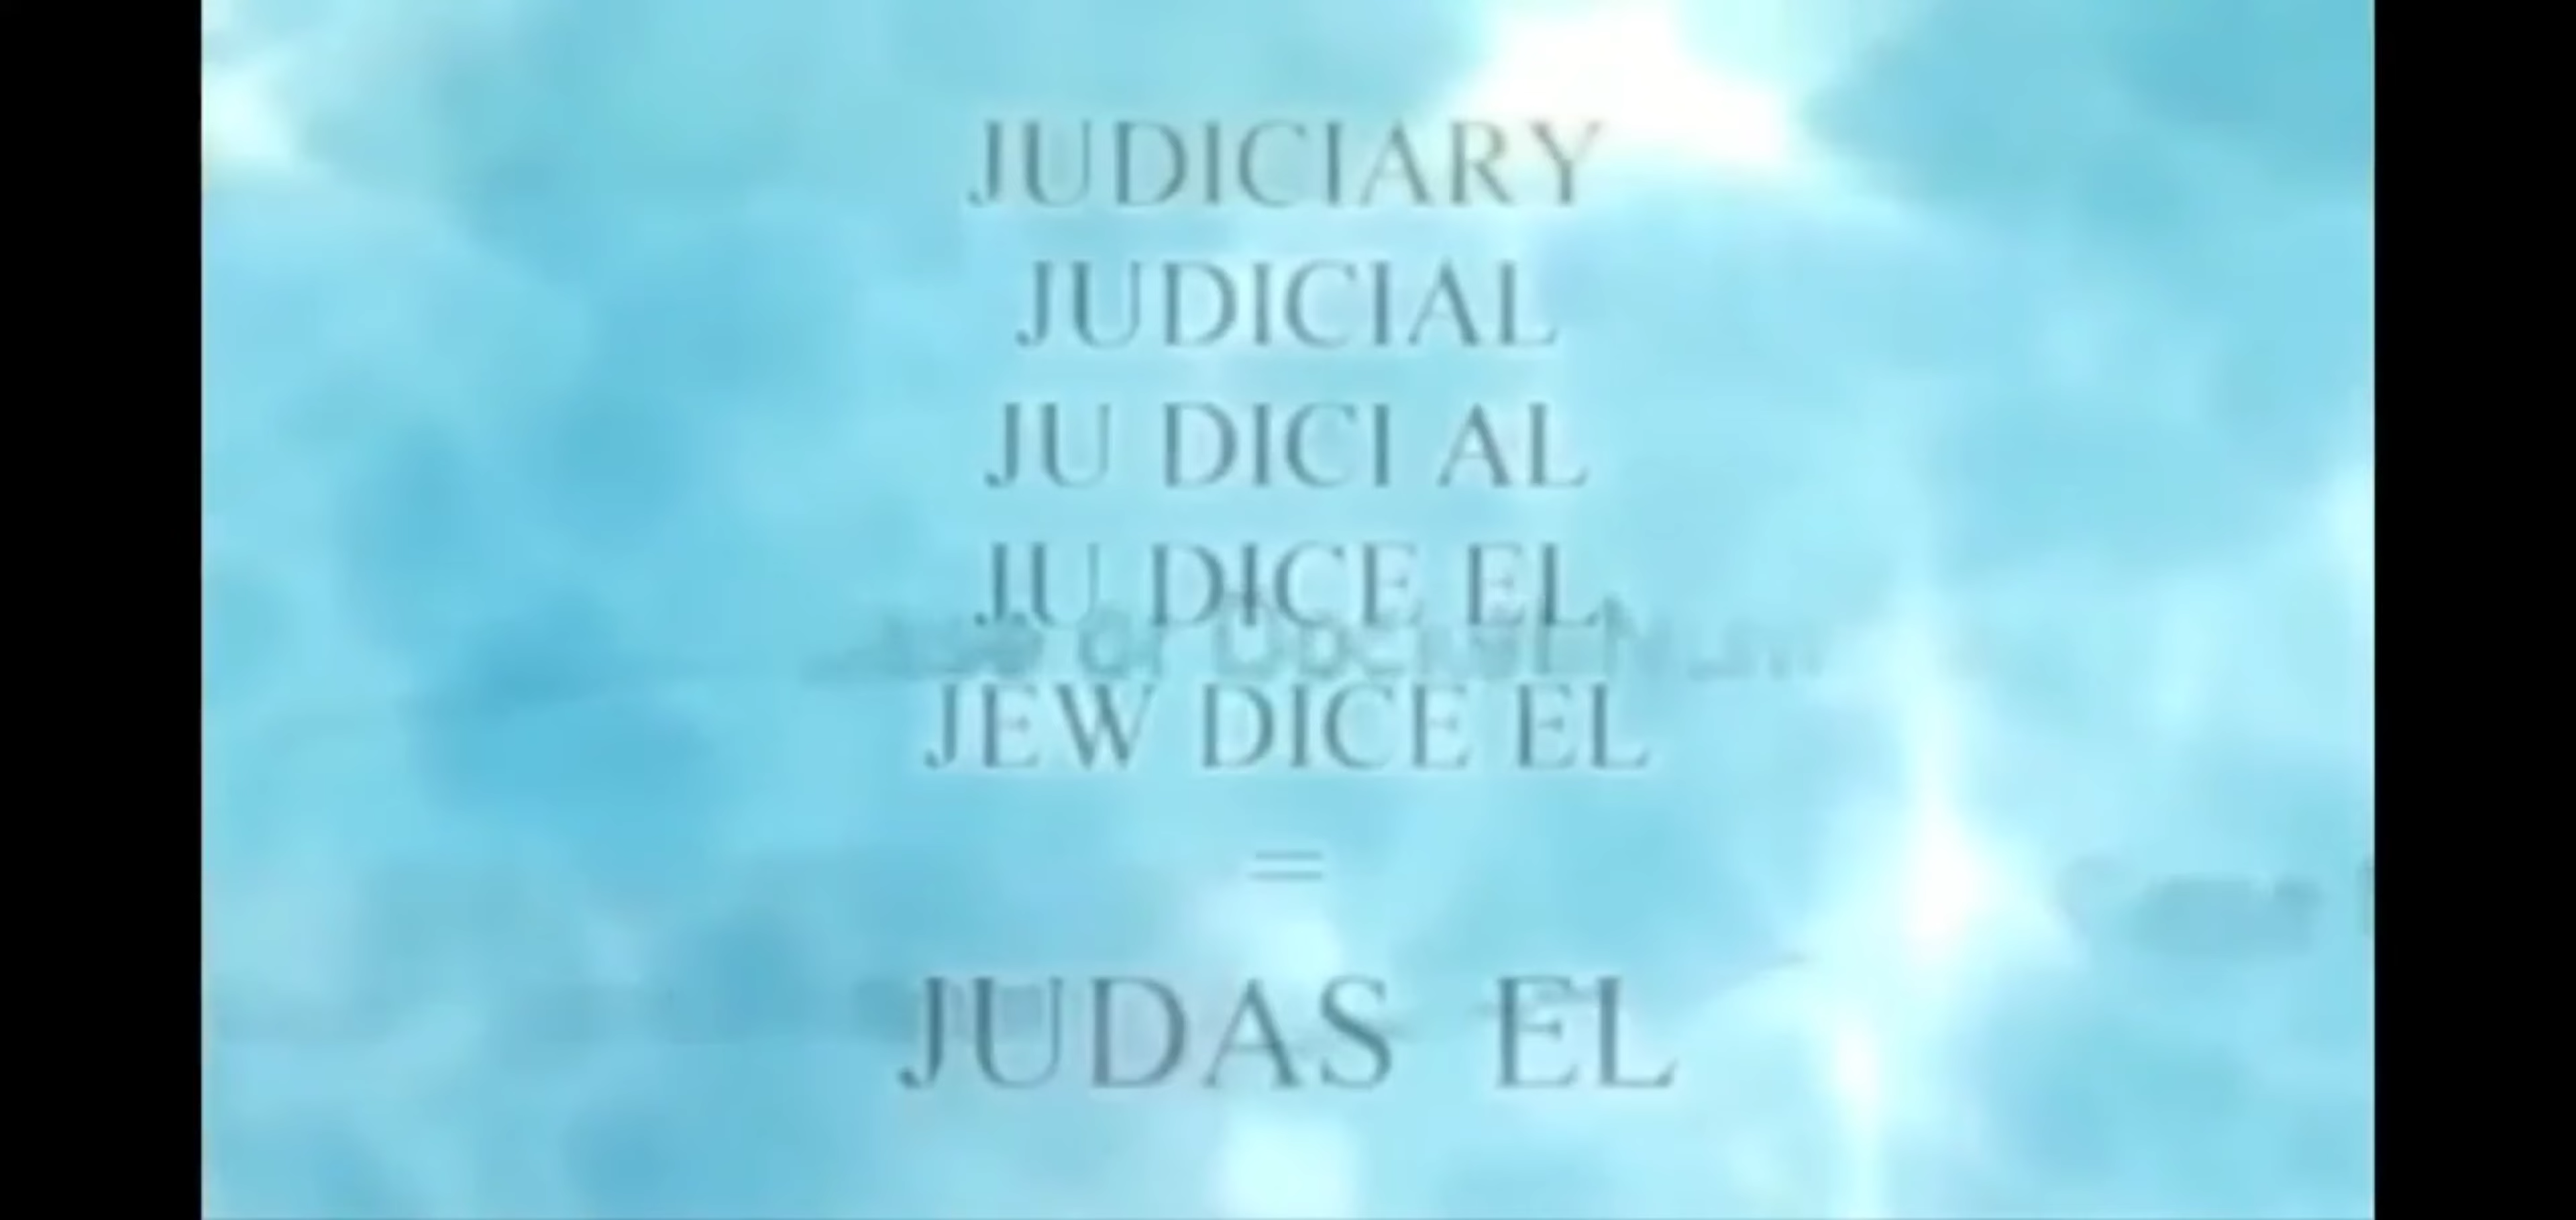 JUDICIARY
JUDICIAL
JU DICI AL
JU DICE EL
JEW DICE EL
=
JUDAS EL